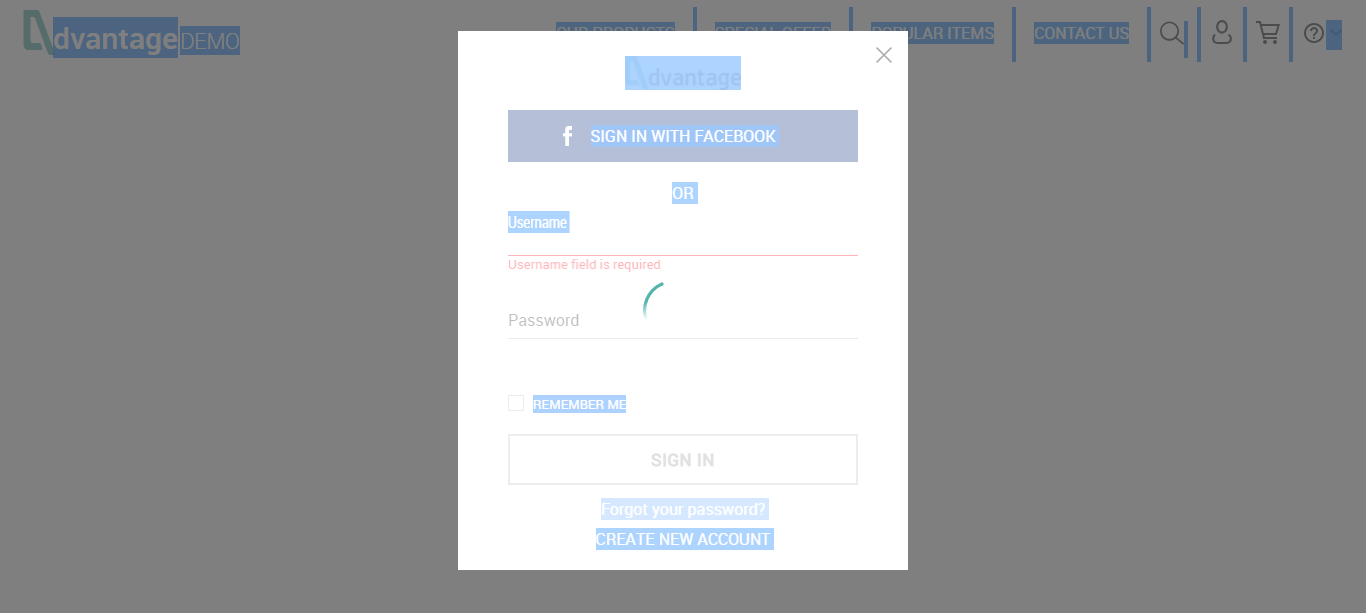 dvantage DEMO
OUR PRODUCTS SPECIAL OFFER POPULAR ITEMS CONTACT US
dvantage
SIGN IN WITH FACEBOOK
OR
Username
Username field is required
Password
REMEMBER ME
SIGN IN
Forgot your password?
CREATE NEW ACCOUNT